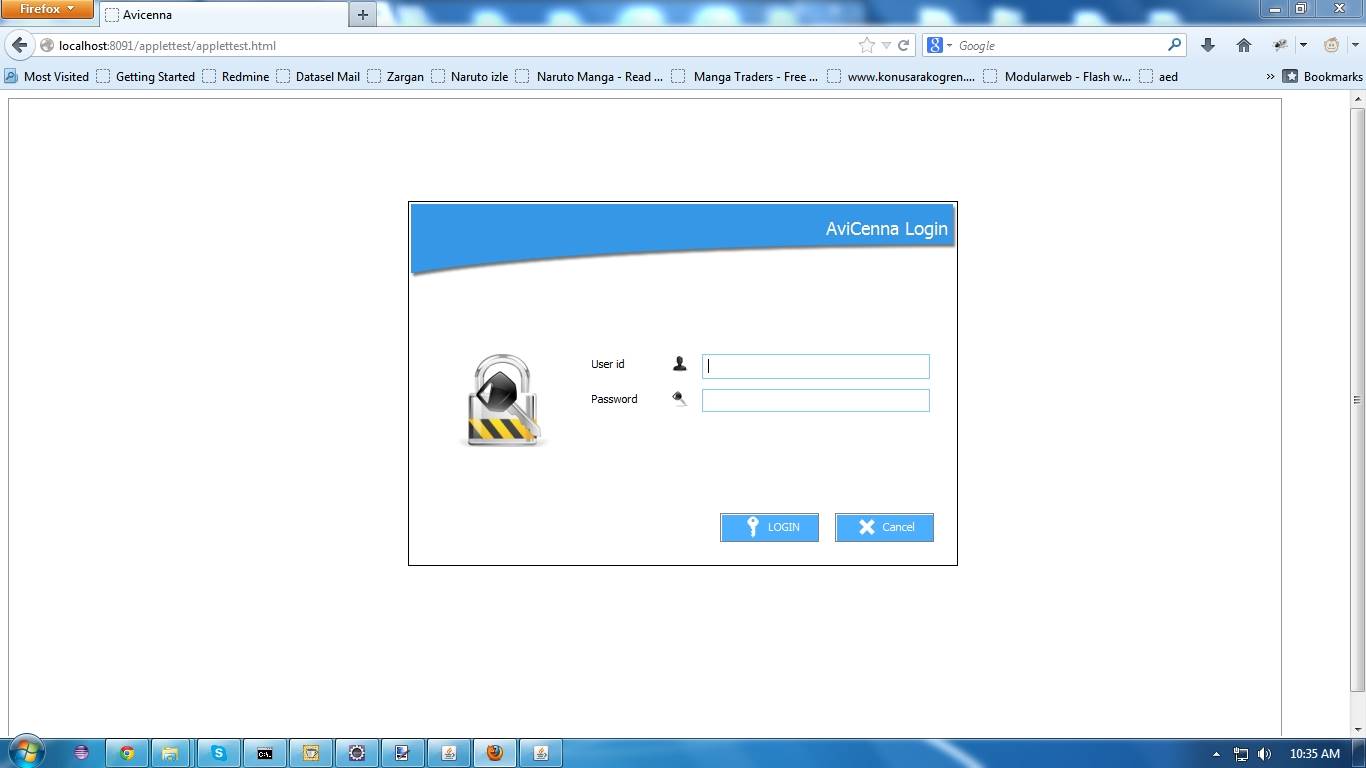 Firefox
Avicenna
localhost:8091/applettest/applettest.html
Google
Most Visited Getting Started Redmine Datasel Mail Zargan Naruto izle Naruto Manga - Read ... Manga Traders - Free ... www.konusarakogren.... Modularweb - Flash w... aed » Bookmarks
AviCenna Login
User id
Password
LOGIN Cancel
10:35 AM